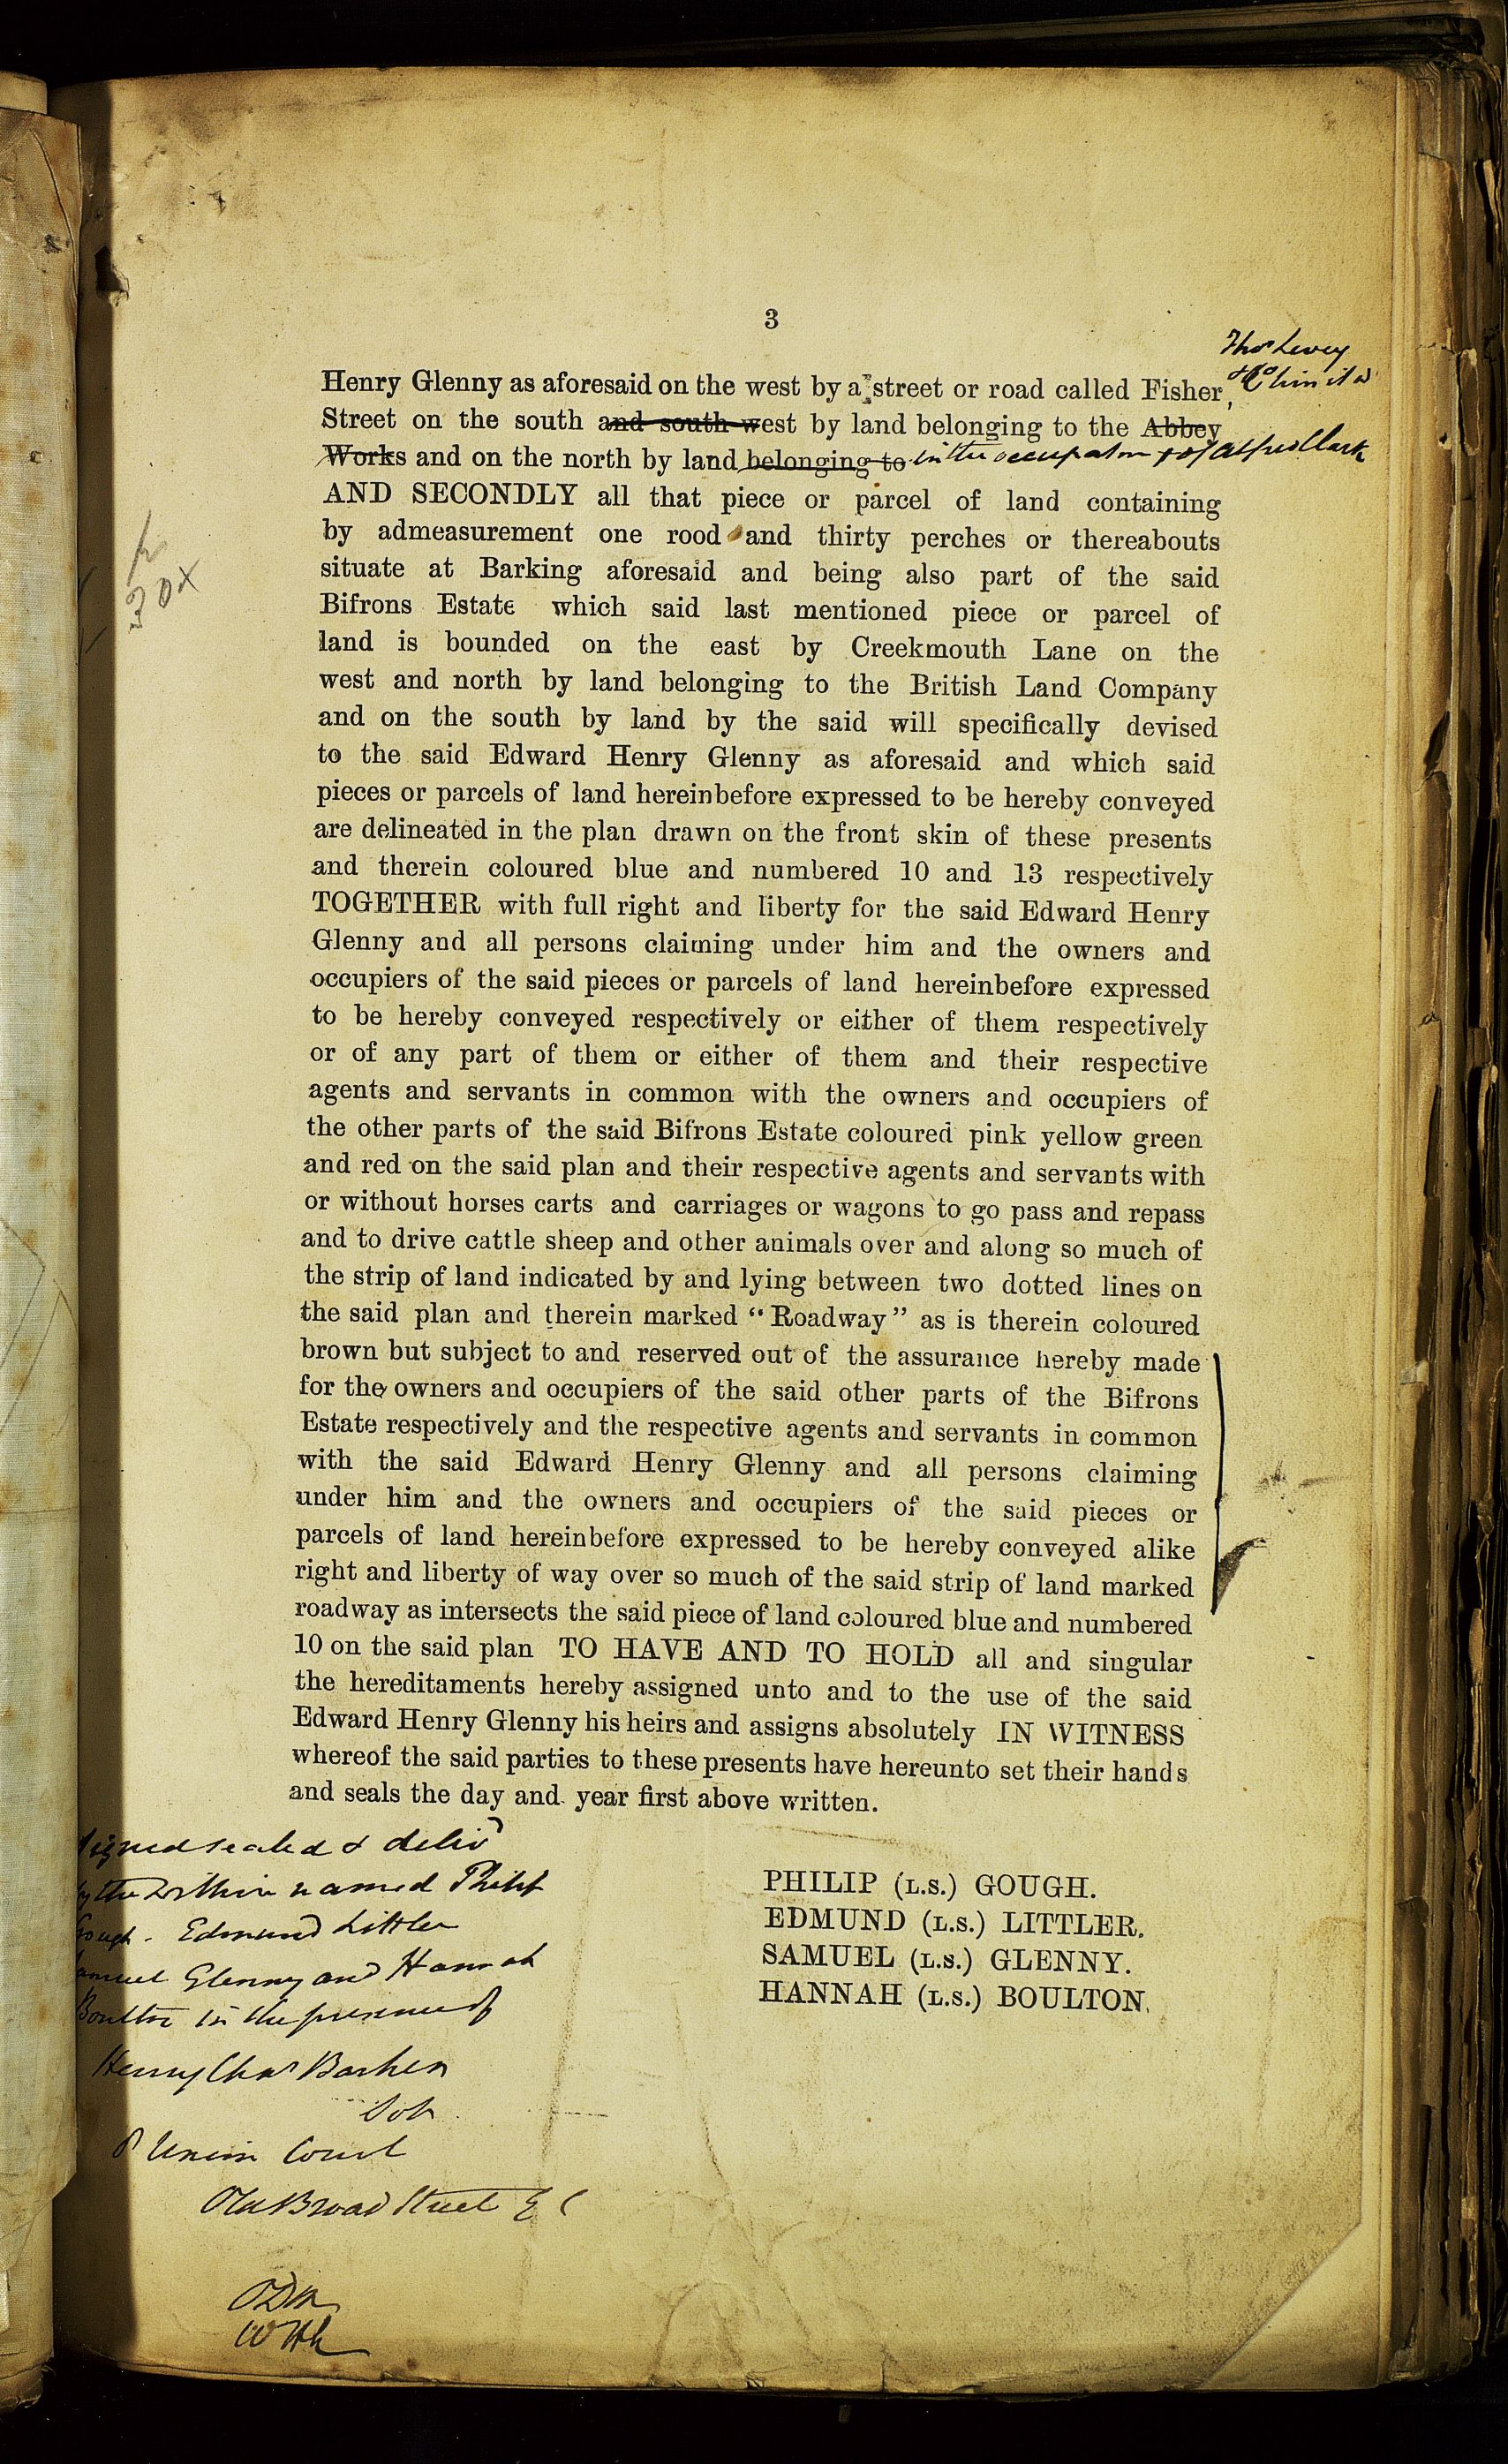 3
Thos Levey
& Co Limitd
Henry Glenny as aforesaid on the west by a street or road called Fisher
Street on the south and south-west by land belonging to the Abbey
Works and on the north by land belonging to in the occupation of Alfred Clark
AND SECONDLY all that piece or parcel of land containing
by admeasurement one rood and thirty perches or thereabouts
situate at Barking aforesaid and being also part of the said
Bifrons Estate which said last mentioned piece or parcel of
land is bounded on the east by Creekmouth Lane on the
west and north by land belonging to the British Land Company
and on the south by land by the said will specifically devised
to the said Edward Henry Glenny as aforesaid and which said
pieces or parcels of land hereinbefore expressed to be hereby conveyed
are delineated in the plan drawn on the front skin of these presents
and therein coloured blue and numbered 10 and 13 respectively
TOGETHER with full right and liberty for the said Edward Henry
Glenny and all persons claiming under him and the owners and
occupiers of the said pieces or parcels of land hereinbefore expressed
to be hereby conveyed respectively or either of them respectively
or of any part of them or either of them and their respective
agents and servants in common with the owners and occupiers of
the other parts of the said Bifrons Estate coloured pink yellow green
and red on the said plan and their respective agents and servants with
or without horses carts and carriages or wagons to go pass and repass
and to drive cattle sheep and other animals over and along so much of
the strip of land indicated by and lying between two dotted lines on
the said plan and therein marked “Roadway” as is therein coloured
brown but subject to and reserved out of the assurance hereby made
for the owners and occupiers of the said other parts of the Bifrons
Estate respectively and the respective agents and servants in common
with the said Edward Henry Glenny and all persons claiming
under him and the owners and occupiers of the said pieces or
parcels of land hereinbefore expressed to be hereby conveyed alike
right and liberty of way over so much of the said strip of land marked
roadway as intersects the said piece of land coloured blue and numbered
10 on the said plan TO HAVE AND TO HOLD all and singular
the hereditaments hereby assigned unto and to the use of the said
Edward Henry Glenny his heirs and assigns absolutely IN WITNESS
whereof the said parties to these presents have hereunto set their hands
and seals the day and year first above written.
Signed sealed & delivd
by the within named Philip
Gough. Edmund Littler
Samuel Glenny and Hannah
Boulton in the presence of
Henry Chas Barker
Solr
8 Union Court
Old Broad Street E C
PHILIP (L.S.) GOUGH.
EDMUND (L.S.) LITTLER.
SAMUEL (L.S.) GLENNY.
HANNAH (L.S.) BOULTON.